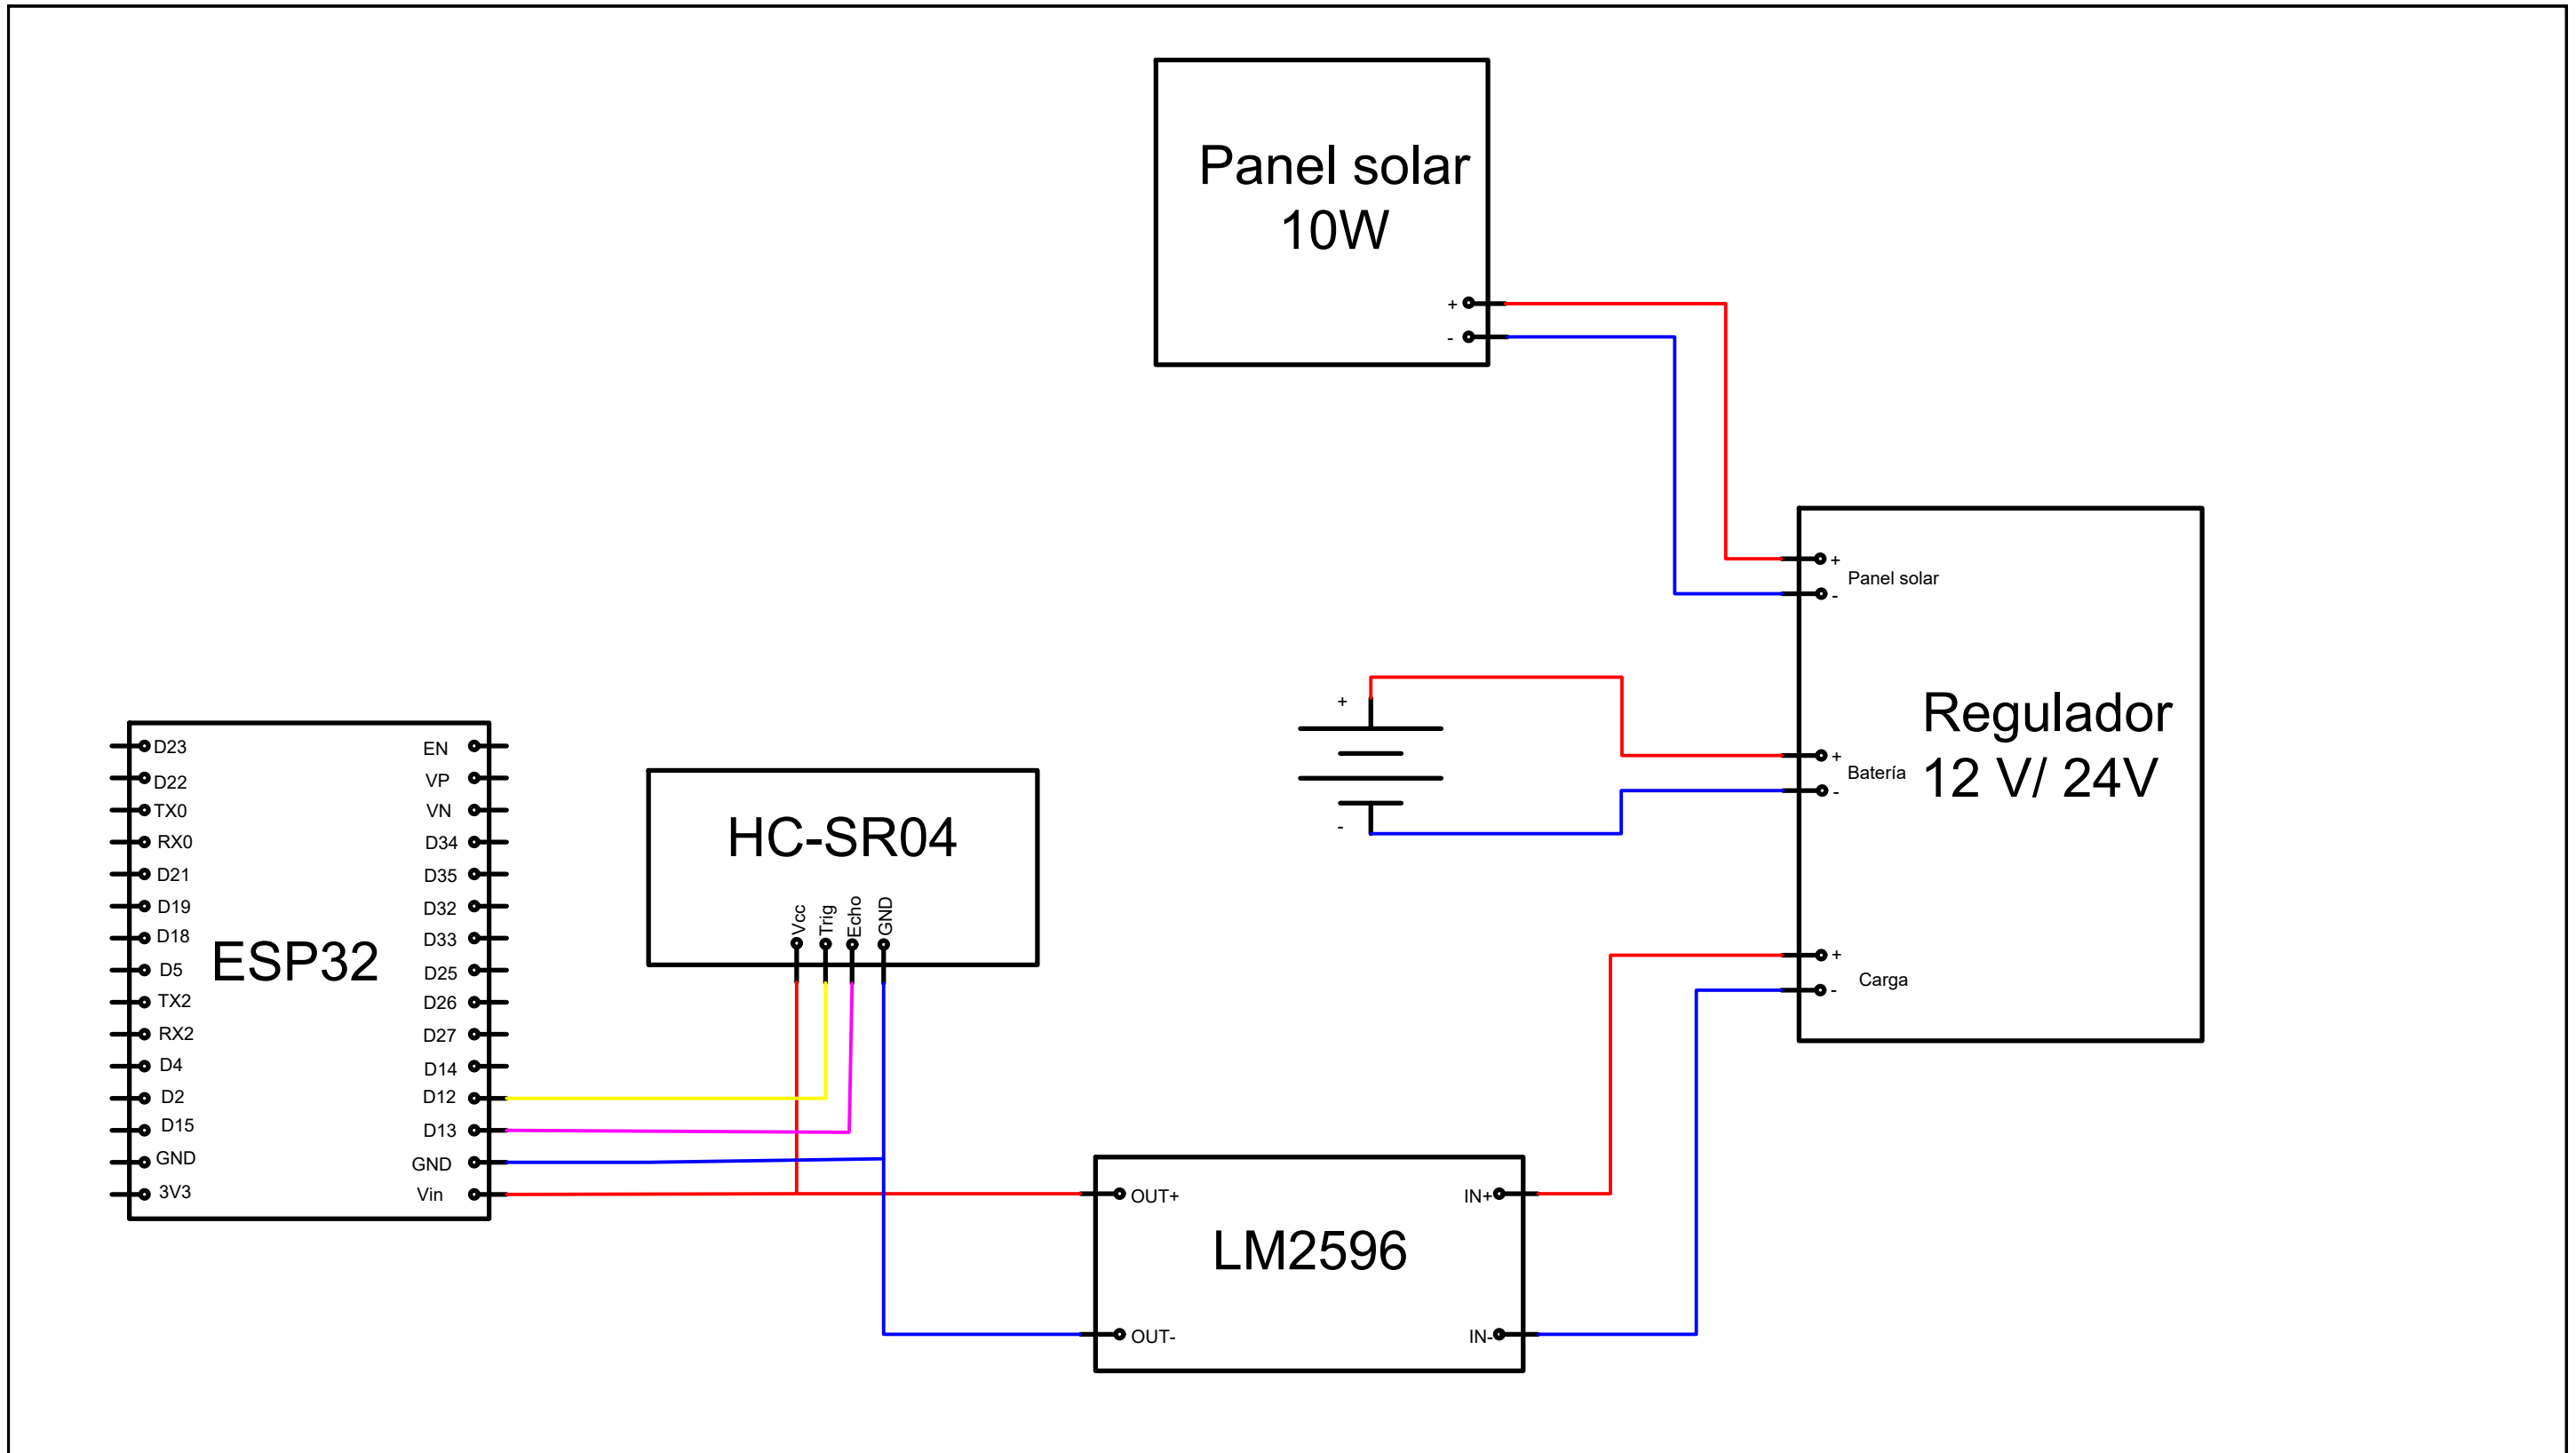 Panel solar
10W
+
-
+
Panel solar
-
Regulador
12 V/ 24V
+
Batería
-
+
Carga
-
+
-
ESP32
D23
D22
TX0
RX0
D21
D19
D18
D5
TX2
RX2
D4
D2
D15
GND
3V3
EN
VP
VN
D34
D35
D32
D33
D25
D26
D27
D14
D12
D13
GND
Vin
HC-SR04
Vcc
Trig
Echo
GND
LM2596
OUT+
IN+
OUT-
IN-